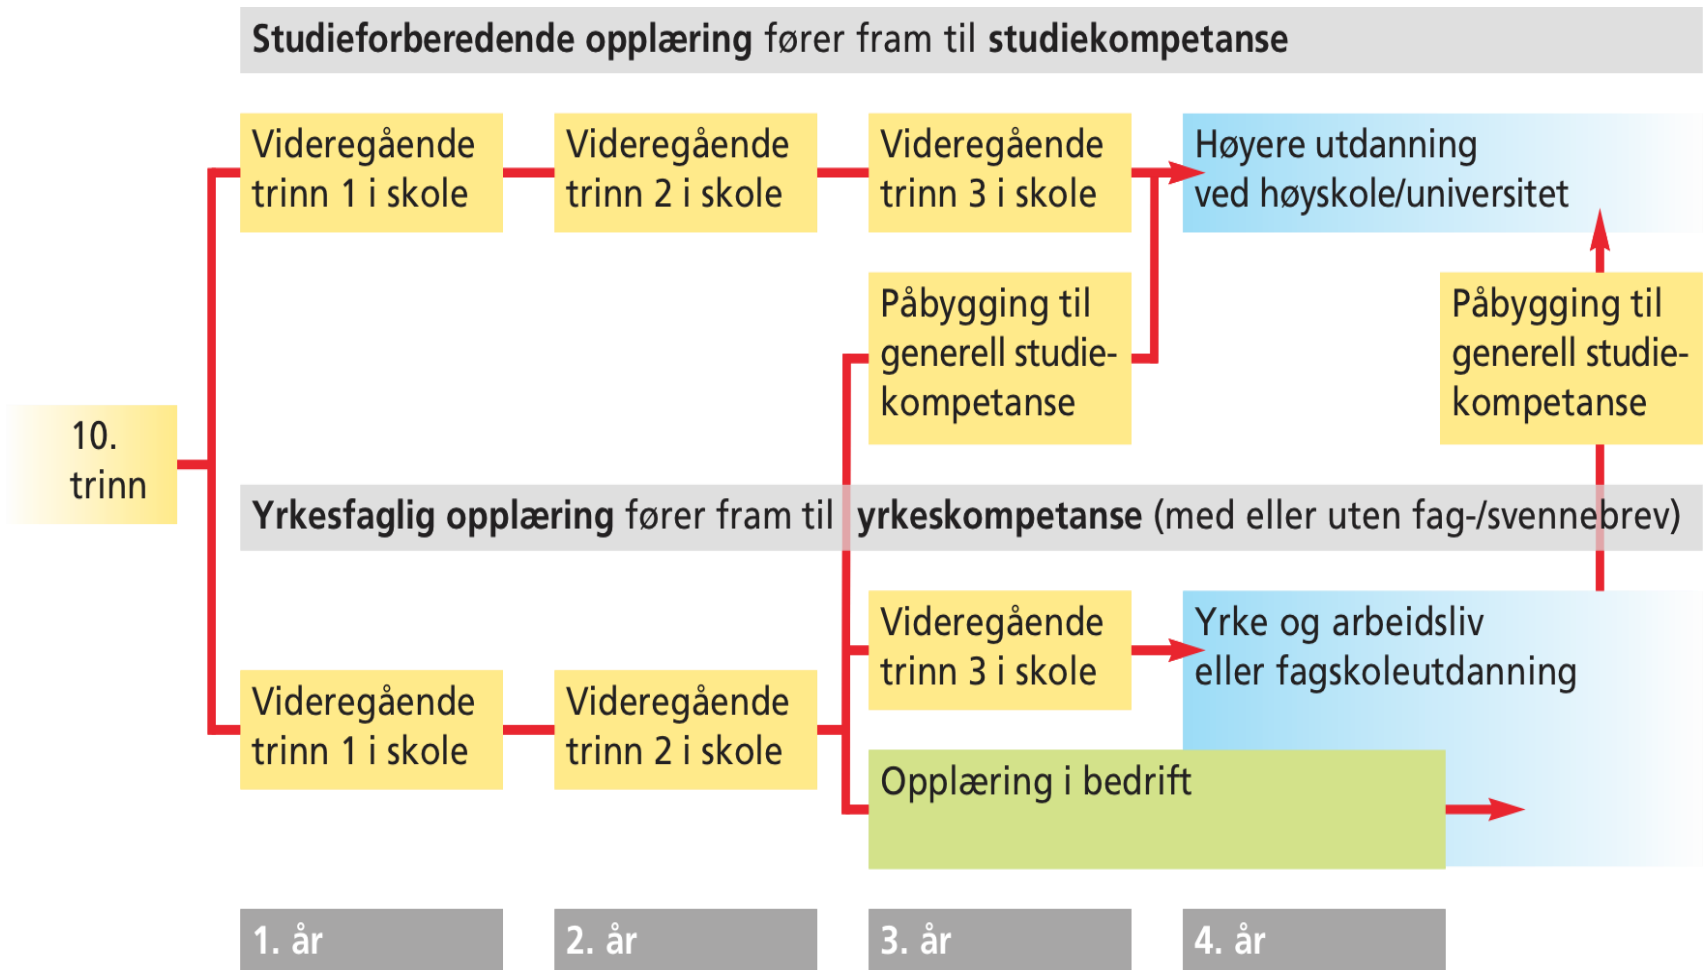 Studieforberedende opplæring fører fram til studiekompetanse
Videregående
trinn 1 i skole
Videregående
trinn 2 i skole
Videregående
trinn 3 i skole
Høyere utdanning
ved høyskole/universitet
Påbygging til
generell studie-
kompetanse
Påbygging til
generell studie-
kompetanse
10.
trinn
Yrkesfaglig opplæring fører fram til yrkeskompetanse (med eller uten fag-/svennebrev)
Videregående
trinn 1 i skole
Videregående
trinn 2 i skole
Videregående
trinn 3 i skole
Yrke og arbeidsliv
eller fagskoleutdanning
Opplæring i bedrift
1. år
2. år
3. år
4. år